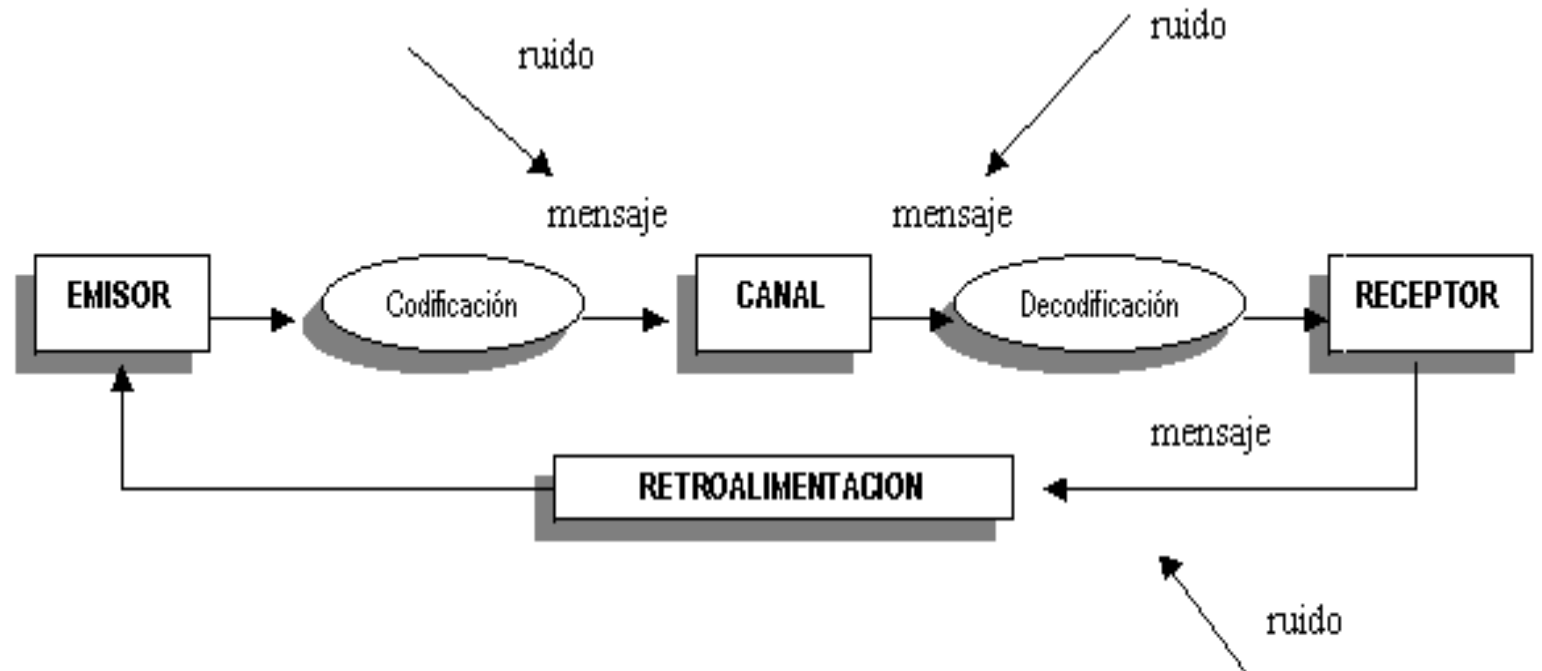 ruido
ruido
mensaje
mensaje
EMISOR
Codificación
CANAL
Decodificación
RECEPTOR
mensaje
RETROALIMENTACION
ruido